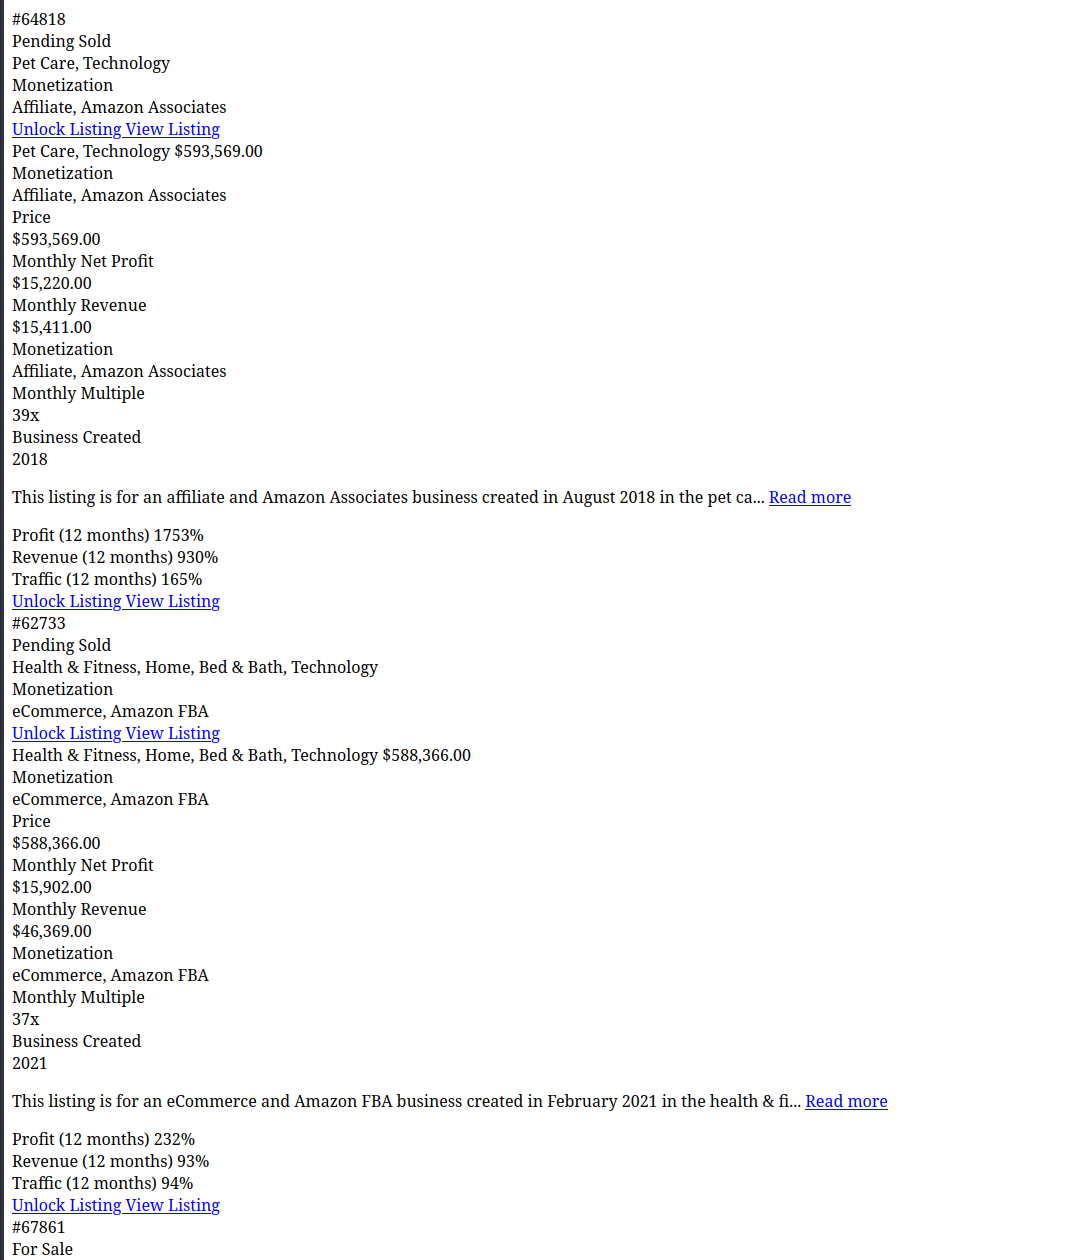 #64818
Pending Sold
Pet Care, Technology
Monetization
Affiliate, Amazon Associates
Unlock Listing View Listing
Pet Care, Technology $593,569.00
Monetization
Affiliate, Amazon Associates
Price
$593,569.00
Monthly Net Profit
$15,220.00
Monthly Revenue
$15,411.00
Monetization
Affiliate, Amazon Associates
Monthly Multiple
39x
Business Created
2018
This listing is for an affiliate and Amazon Associates business created in August 2018 in the pet ca... Read more
Profit (12 months) 1753%
Revenue (12 months) 930%
Traffic (12 months) 165%
Unlock Listing View Listing
#62733
Pending Sold
Health & Fitness, Home, Bed & Bath, Technology
Monetization
eCommerce, Amazon FBA
Unlock Listing View Listing
Health & Fitness, Home, Bed & Bath, Technology $588,366.00
Monetization
eCommerce, Amazon FBA
Price
$588,366.00
Monthly Net Profit
$15,902.00
Monthly Revenue
$46,369.00
Monetization
eCommerce, Amazon FBA
Monthly Multiple
37x
Business Created
2021
This listing is for an eCommerce and Amazon FBA business created in February 2021 in the health & fi... Read more
Profit (12 months) 232%
Revenue (12 months) 93%
Traffic (12 months) 94%
Unlock Listing View Listing
#67861
For Sale